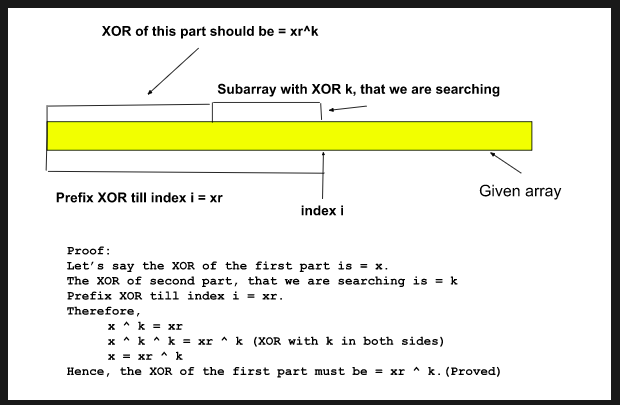 XOR of this part should be = xr^k
Subarray with XOR k, that we are searching
Prefix XOR till index i = xr
index i
Given array
Proof:
Let's say the XOR of the first part is = x.
The XOR of second part, that we are searching is = k
Prefix XOR till index i = xr.
Therefore,
x ^ k = xr
x ^ k ^ k = xr ^ k (XOR with k in both sides)
x = xr ^ k
Hence, the XOR of the first part must be = xr ^ k.(Proved)